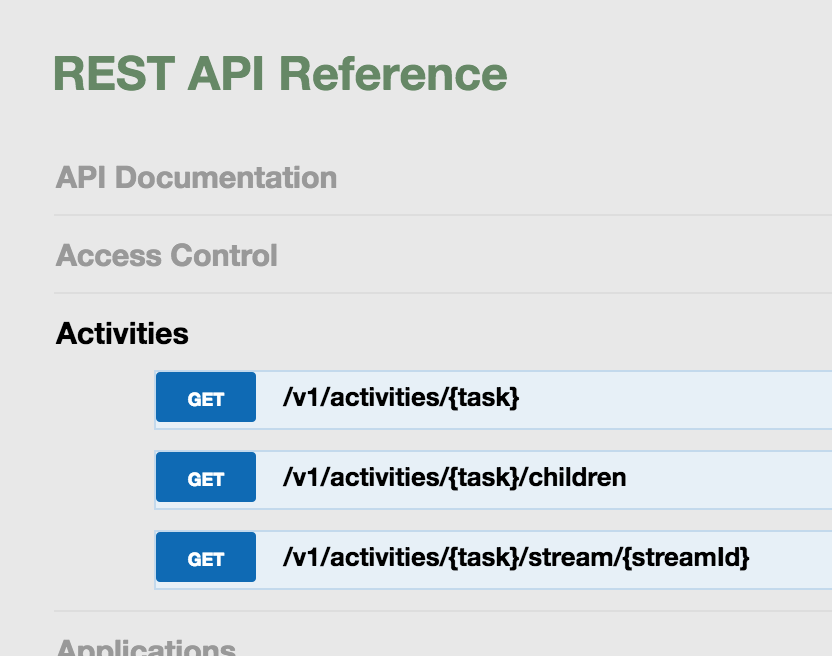 REST API Reference
API Documentation
Access Control
Activities
GET /v1/activities/{task}
GET /v1/activities/{task}/children
GET /v1/activities/{task}/stream/{streamId}
Applications